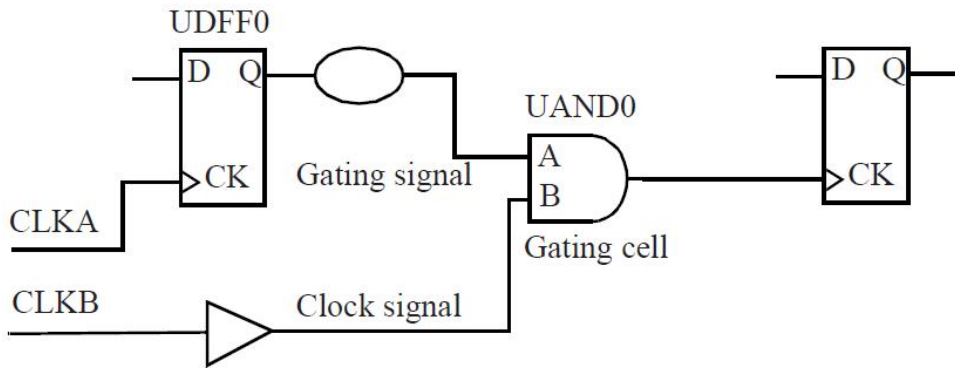 UDFF0
D Q
CK
CLKA
Gating signal
UAND0
A
B
Gating cell
D Q
CK
CLKB
Clock signal